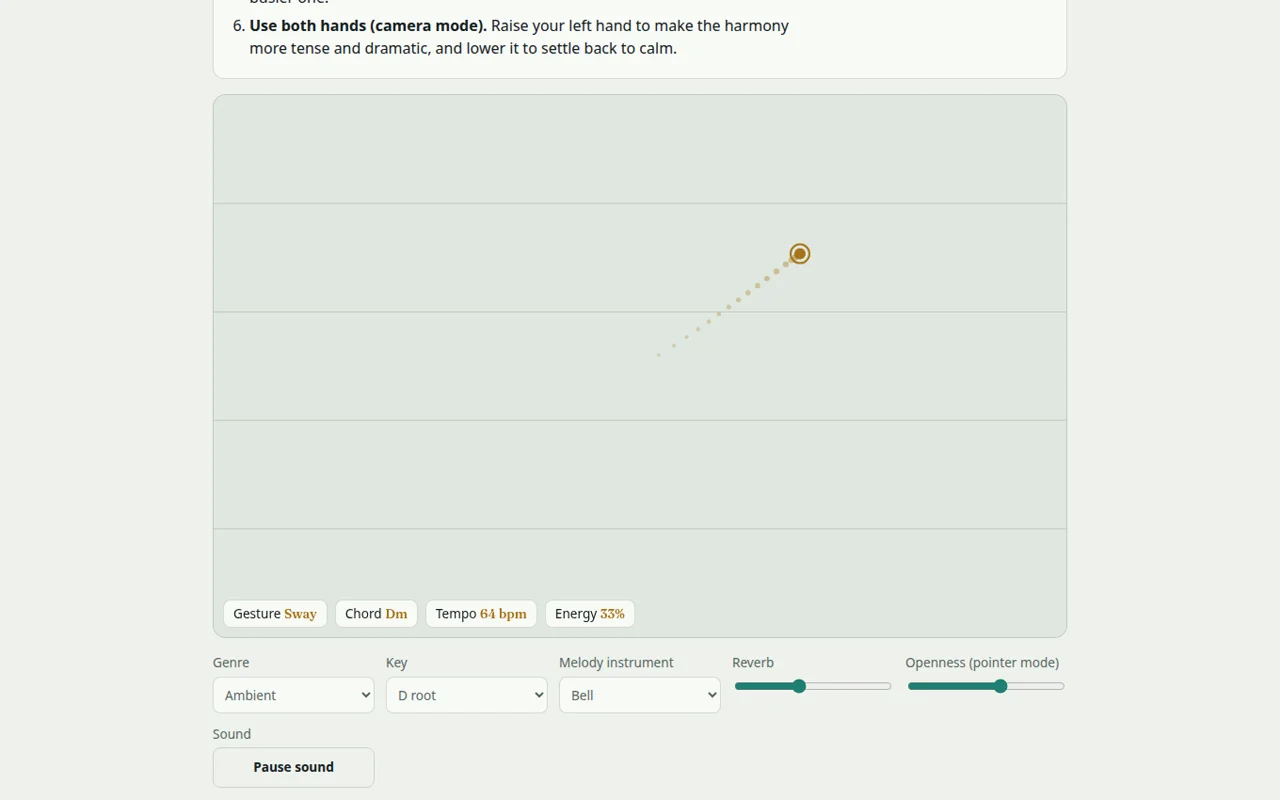 6. Use both hands (camera mode). Raise your left hand to make the harmony
more tense and dramatic, and lower it to settle back to calm.
Gesture Sway
Chord Dm
Tempo 64 bpm
Energy 33%
Genre
Key
Melody instrument
Reverb
Openness (pointer mode)
Ambient
D root
Bell
Sound
Pause sound